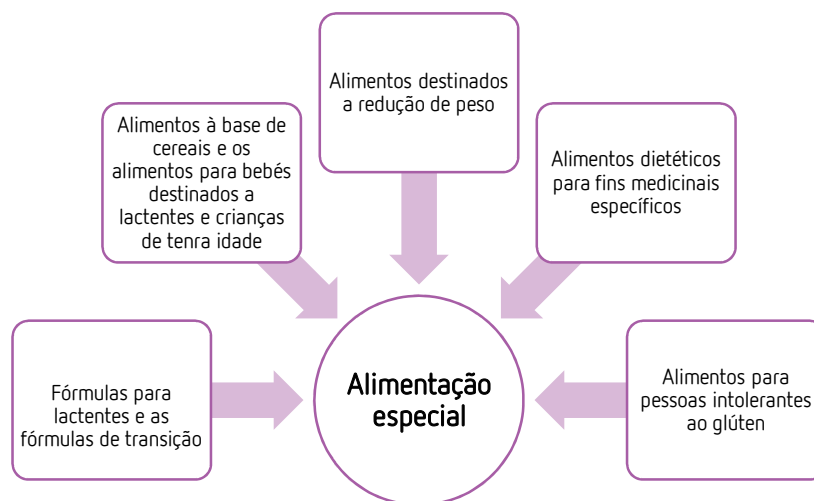 Alimentos destinados
a redução de peso
Alimentos à base de
cereais e os
alimentos para bebés
destinados a
lactentes e crianças
de tenra idade
Alimentos dietéticos
para fins medicinais
específicos
Fórmulas para
lactentes e as
fórmulas de transição
Alimentação
especial
Alimentos para
pessoas intolerantes
ao glúten